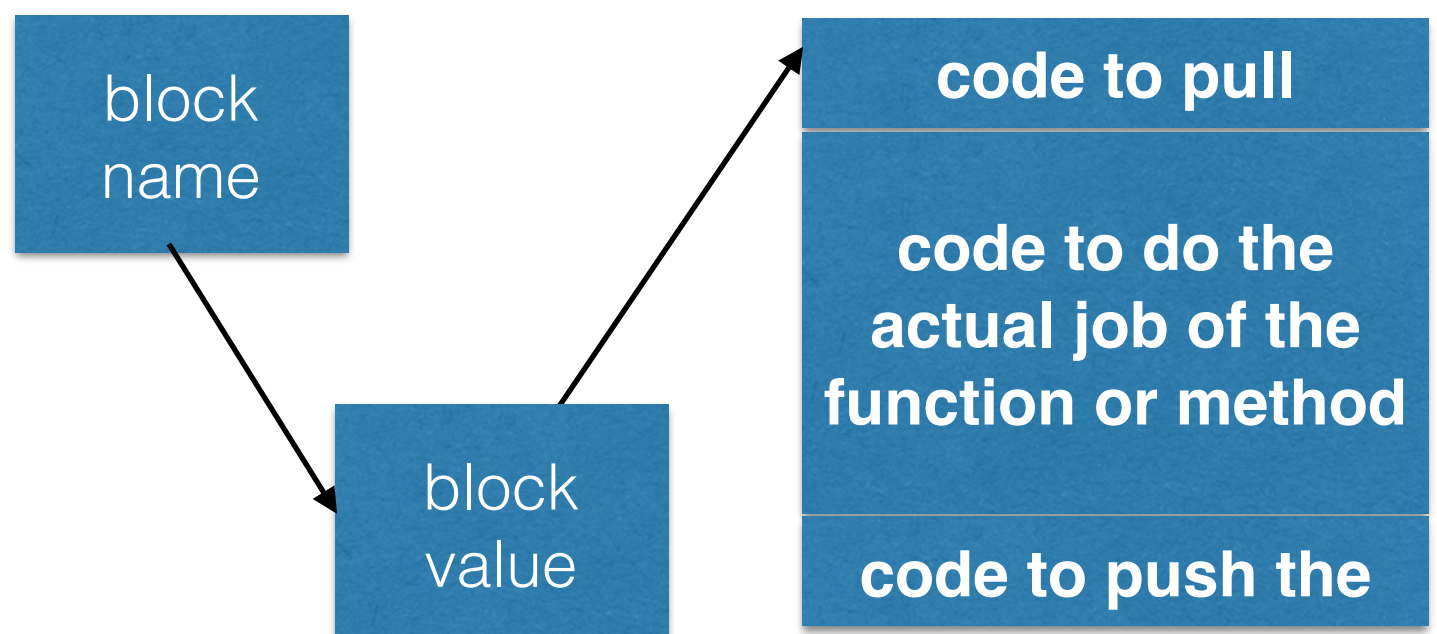 block
name
block
value
code to pull
code to do the
actual job of the
function or method
code to push the